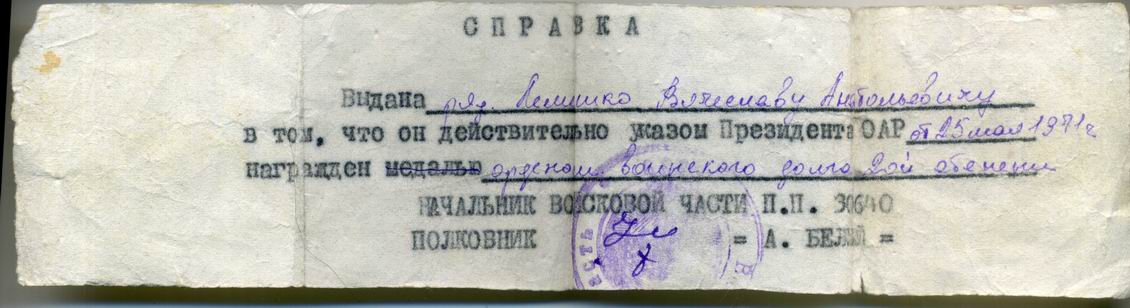 СПРАВКА
Выдана ряд. Лемешко Вячеславу Антольевичу
в том, что он действительно указом Президента ОАР от 25 мая 1971 г
награжден медалью орденом воинского долга 2ой степени
НАЧАЛЬНИК ВОЙСКОВОЙ ЧАСТИ П.П. 30640
ПОЛКОВНИК = А. БЕЛЫЙ =